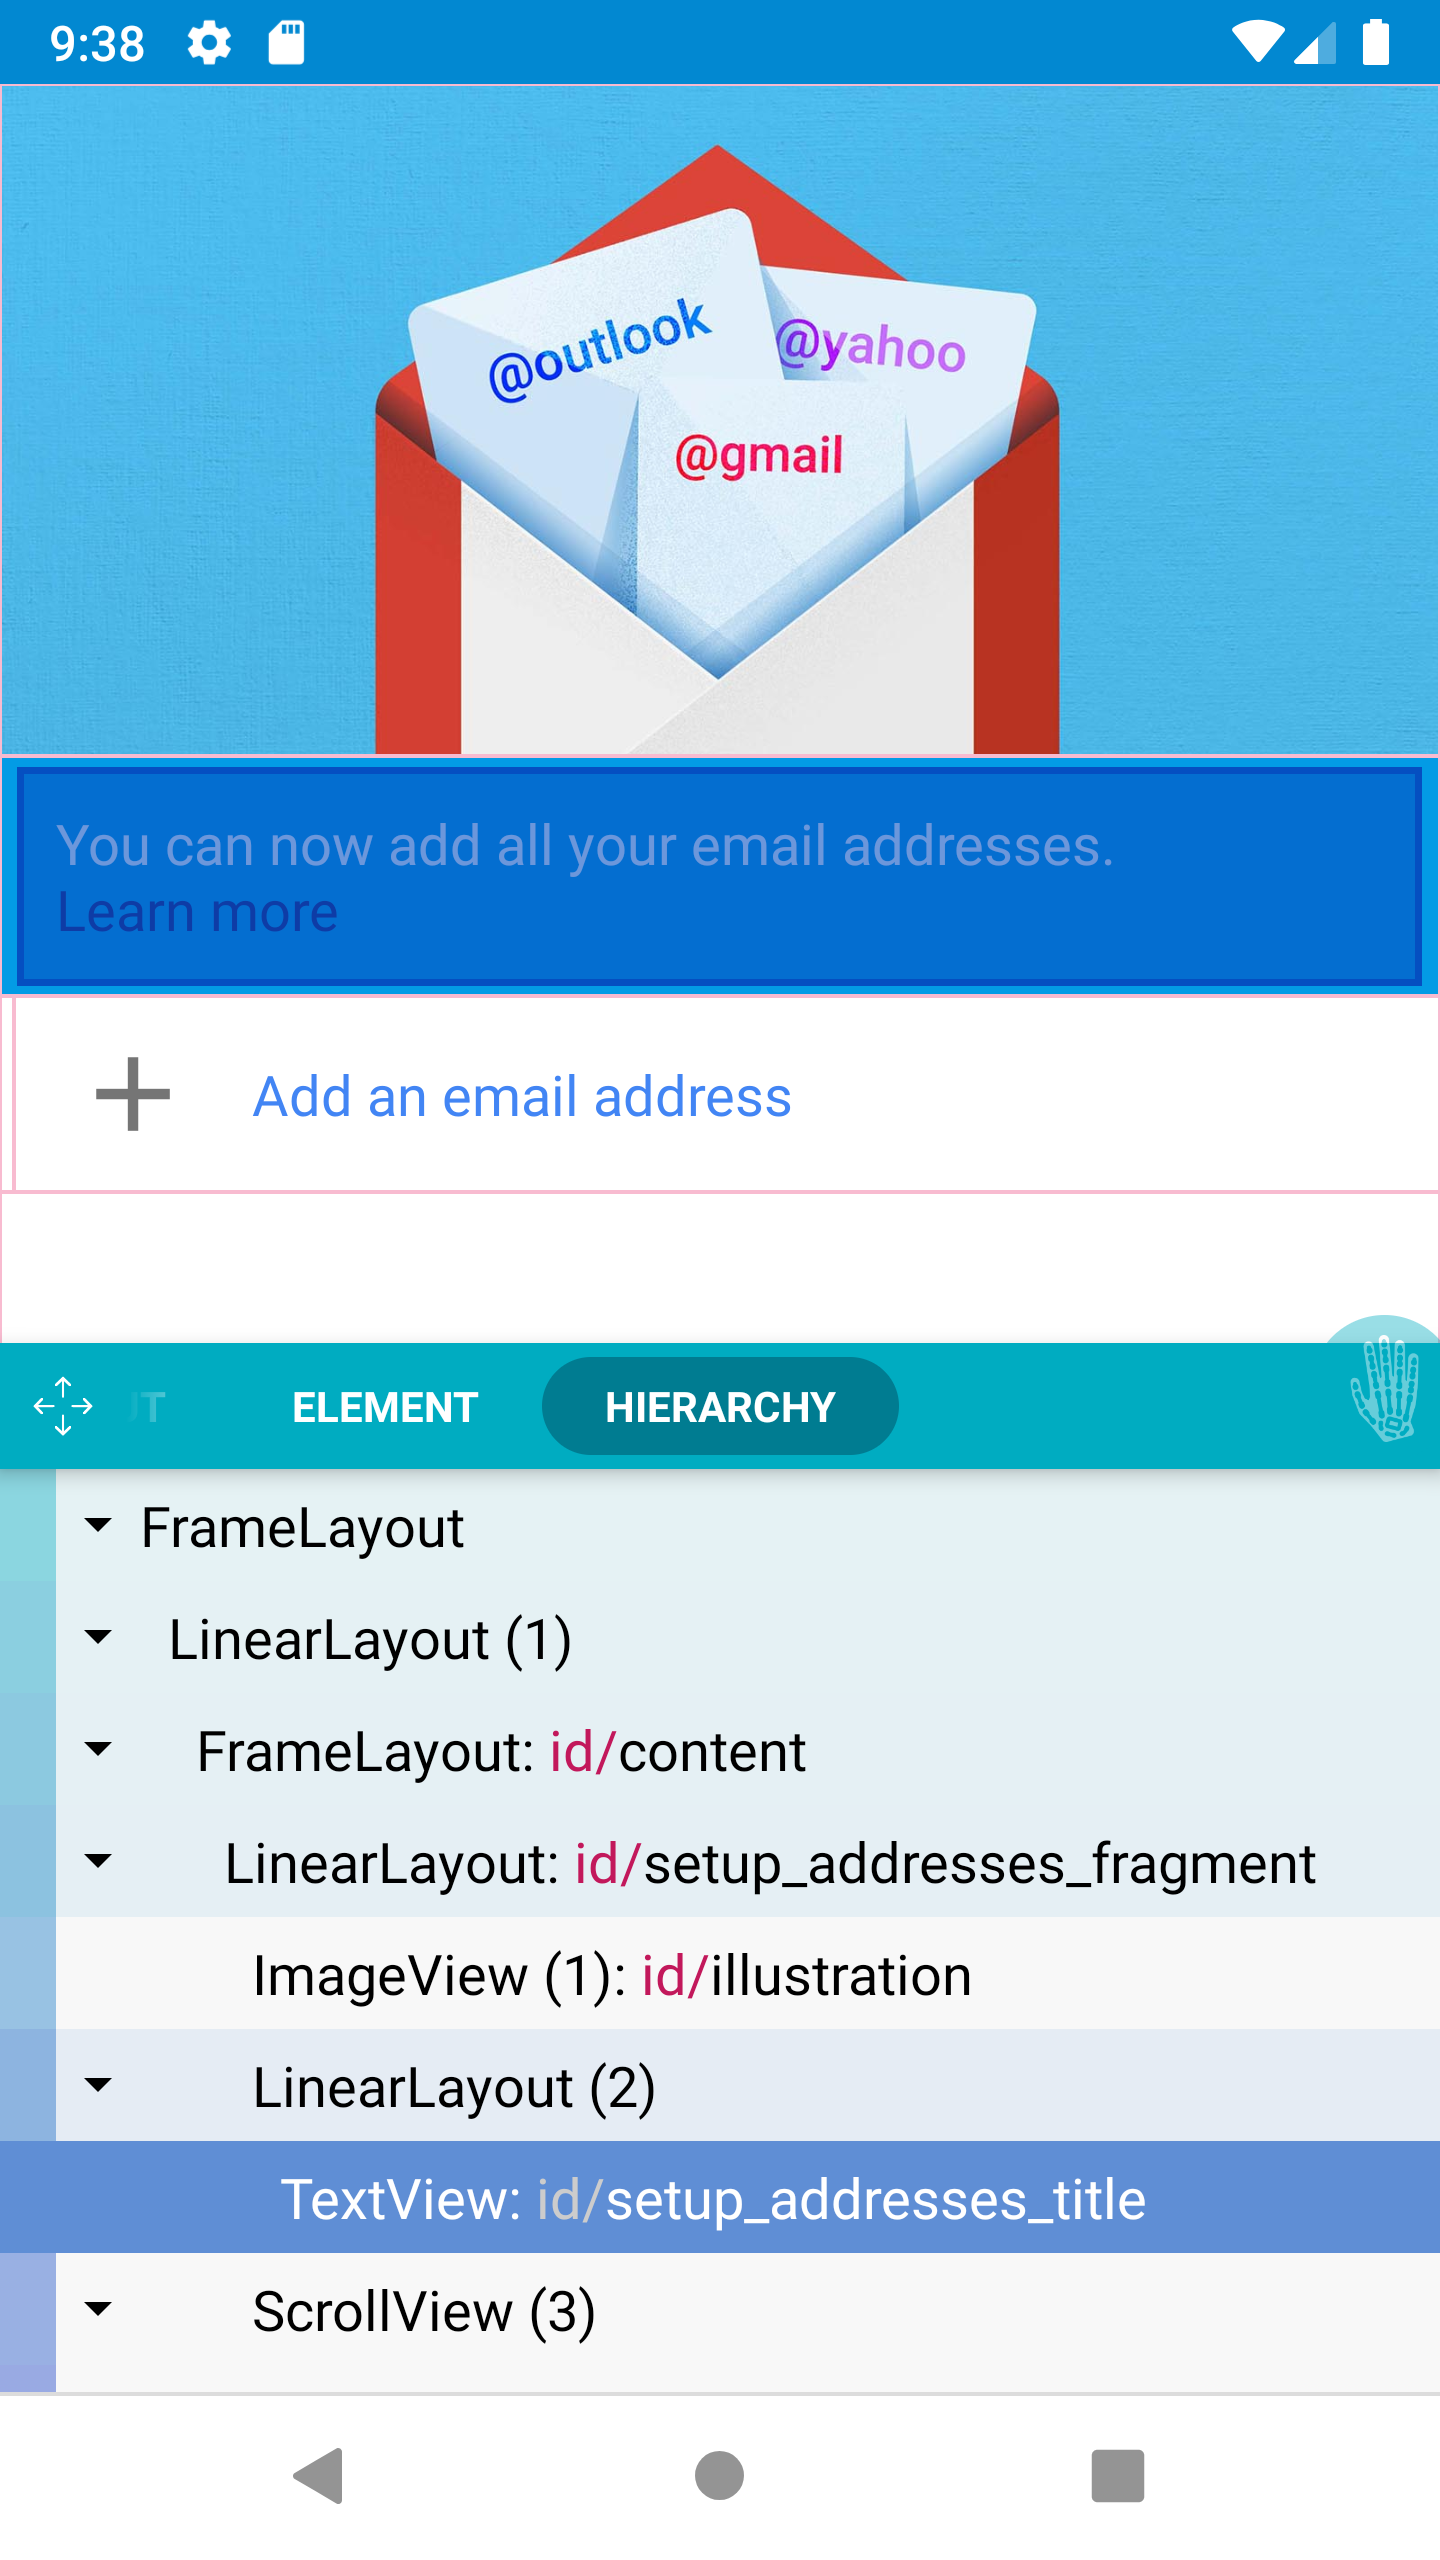 9:38
@outlook
@yahoo
@gmail
You can now add all your email addresses.
Learn more
Add an email address
ELEMENT
HIERARCHY
FrameLayout
LinearLayout (1)
FrameLayout: id/content
LinearLayout: id/setup_addresses_fragment
ImageView (1): id/illustration
LinearLayout (2)
TextView: id/setup_addresses_title
ScrollView (3)